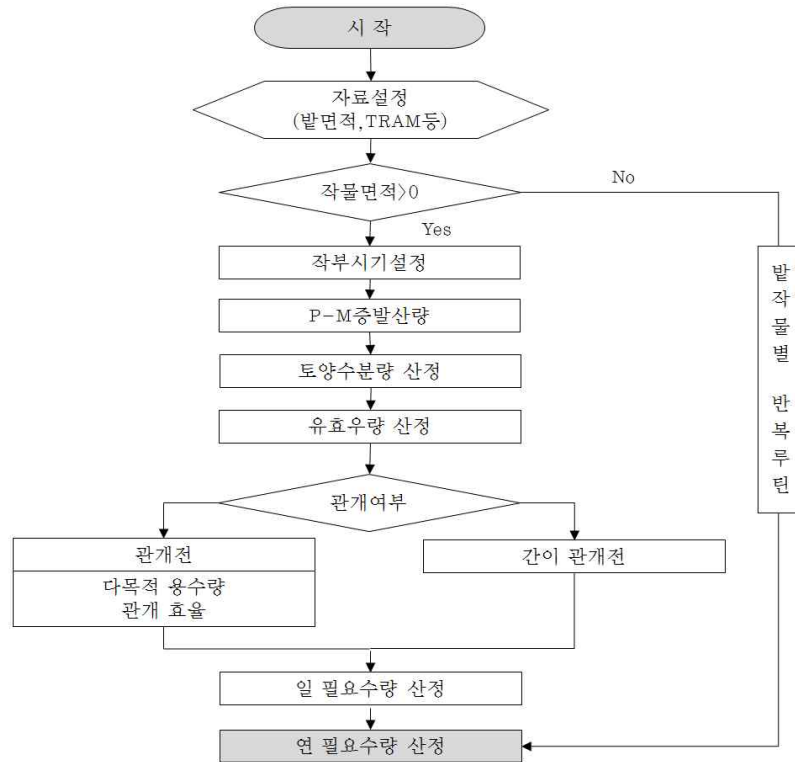 시 작
자료설정
(밭면적,TRAM등)
작물면적>0
No
Yes
작부시기설정
P-M증발산량
토양수분량 산정
유효우량 산정
밭작물별 반복루틴
관개여부
관개전
다목적 용수량
관개 효율
간이 관개전
일 필요수량 산정
연 필요수량 산정